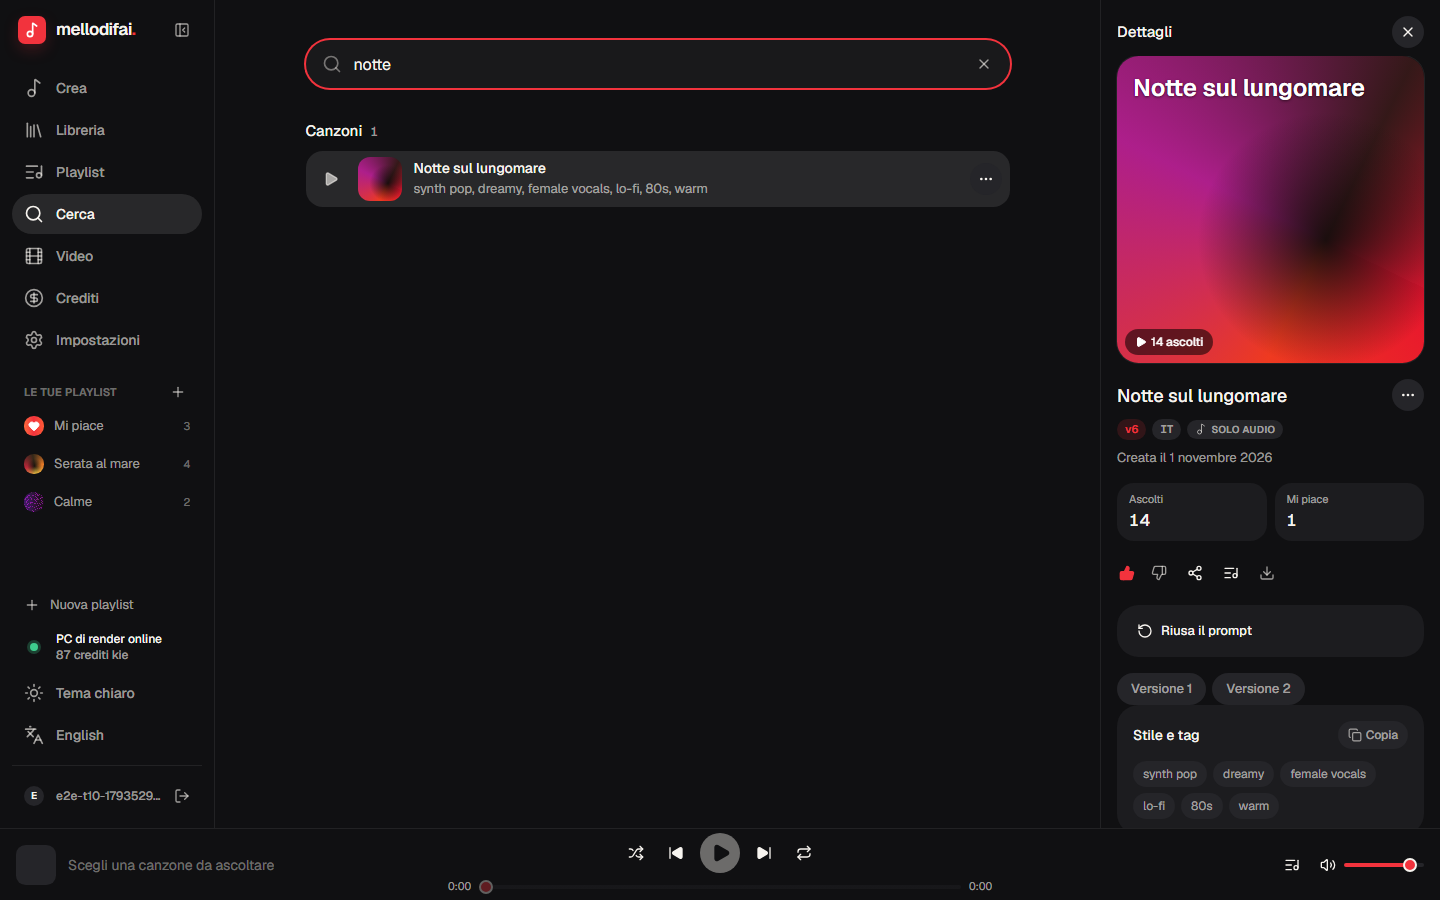 mellodifai.
Crea
Libreria
Playlist
Cerca
Video
Crediti
Impostazioni
LE TUE PLAYLIST
Mi piace 3
Serata al mare 4
Calme 2
Nuova playlist
PC di render online
87 crediti kie
Tema chiaro
English
E e2e-t10-1793529...
notte
Canzoni 1
Notte sul lungomare
synth pop, dreamy, female vocals, lo-fi, 80s, warm
Dettagli
Notte sul lungomare
14 ascolti
Notte sul lungomare
v6 IT SOLO AUDIO
Creata il 1 novembre 2026
Ascolti
14
Mi piace
1
Riusa il prompt
Versione 1 Versione 2
Stile e tag Copia
synth pop dreamy female vocals
lo-fi 80s warm
Scegli una canzone da ascoltare
0:00 0:00